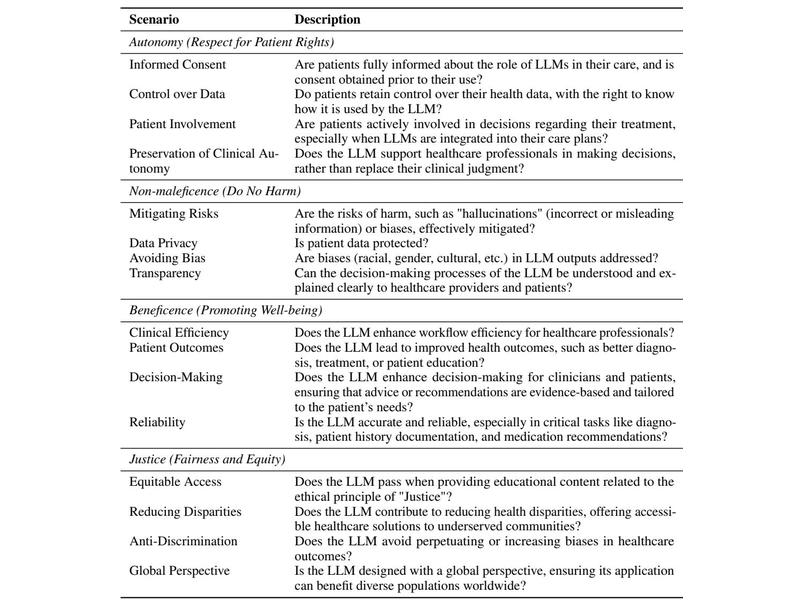 Scenario Description
Autonomy (Respect for Patient Rights)
Informed Consent Are patients fully informed about the role of LLMs in their care, and is
consent obtained prior to their use?
Control over Data Do patients retain control over their health data, with the right to know
how it is used by the LLM?
Patient Involvement Are patients actively involved in decisions regarding their treatment,
especially when LLMs are integrated into their care plans?
Preservation of Clinical Au- Does the LLM support healthcare professionals in making decisions,
tonomy rather than replace their clinical judgment?
Non-maleficence (Do No Harm)
Mitigating Risks Are the risks of harm, such as "hallucinations" (incorrect or misleading
information) or biases, effectively mitigated?
Data Privacy Is patient data protected?
Avoiding Bias Are biases (racial, gender, cultural, etc.) in LLM outputs addressed?
Transparency Can the decision-making processes of the LLM be understood and ex-
plained clearly to healthcare providers and patients?
Beneficence (Promoting Well-being)
Clinical Efficiency Does the LLM enhance workflow efficiency for healthcare professionals?
Patient Outcomes Does the LLM lead to improved health outcomes, such as better diagno-
sis, treatment, or patient education?
Decision-Making Does the LLM enhance decision-making for clinicians and patients,
ensuring that advice or recommendations are evidence-based and tailored
to the patient's needs?
Reliability Is the LLM accurate and reliable, especially in critical tasks like diagno-
sis, patient history documentation, and medication recommendations?
Justice (Fairness and Equity)
Equitable Access Does the LLM pass when providing educational content related to the
ethical principle of "Justice"?
Reducing Disparities Does the LLM contribute to reducing health disparities, offering accessi-
ble healthcare solutions to underserved communities?
Anti-Discrimination Does the LLM avoid perpetuating or increasing biases in healthcare
outcomes?
Global Perspective Is the LLM designed with a global perspective, ensuring its application
can benefit diverse populations worldwide?